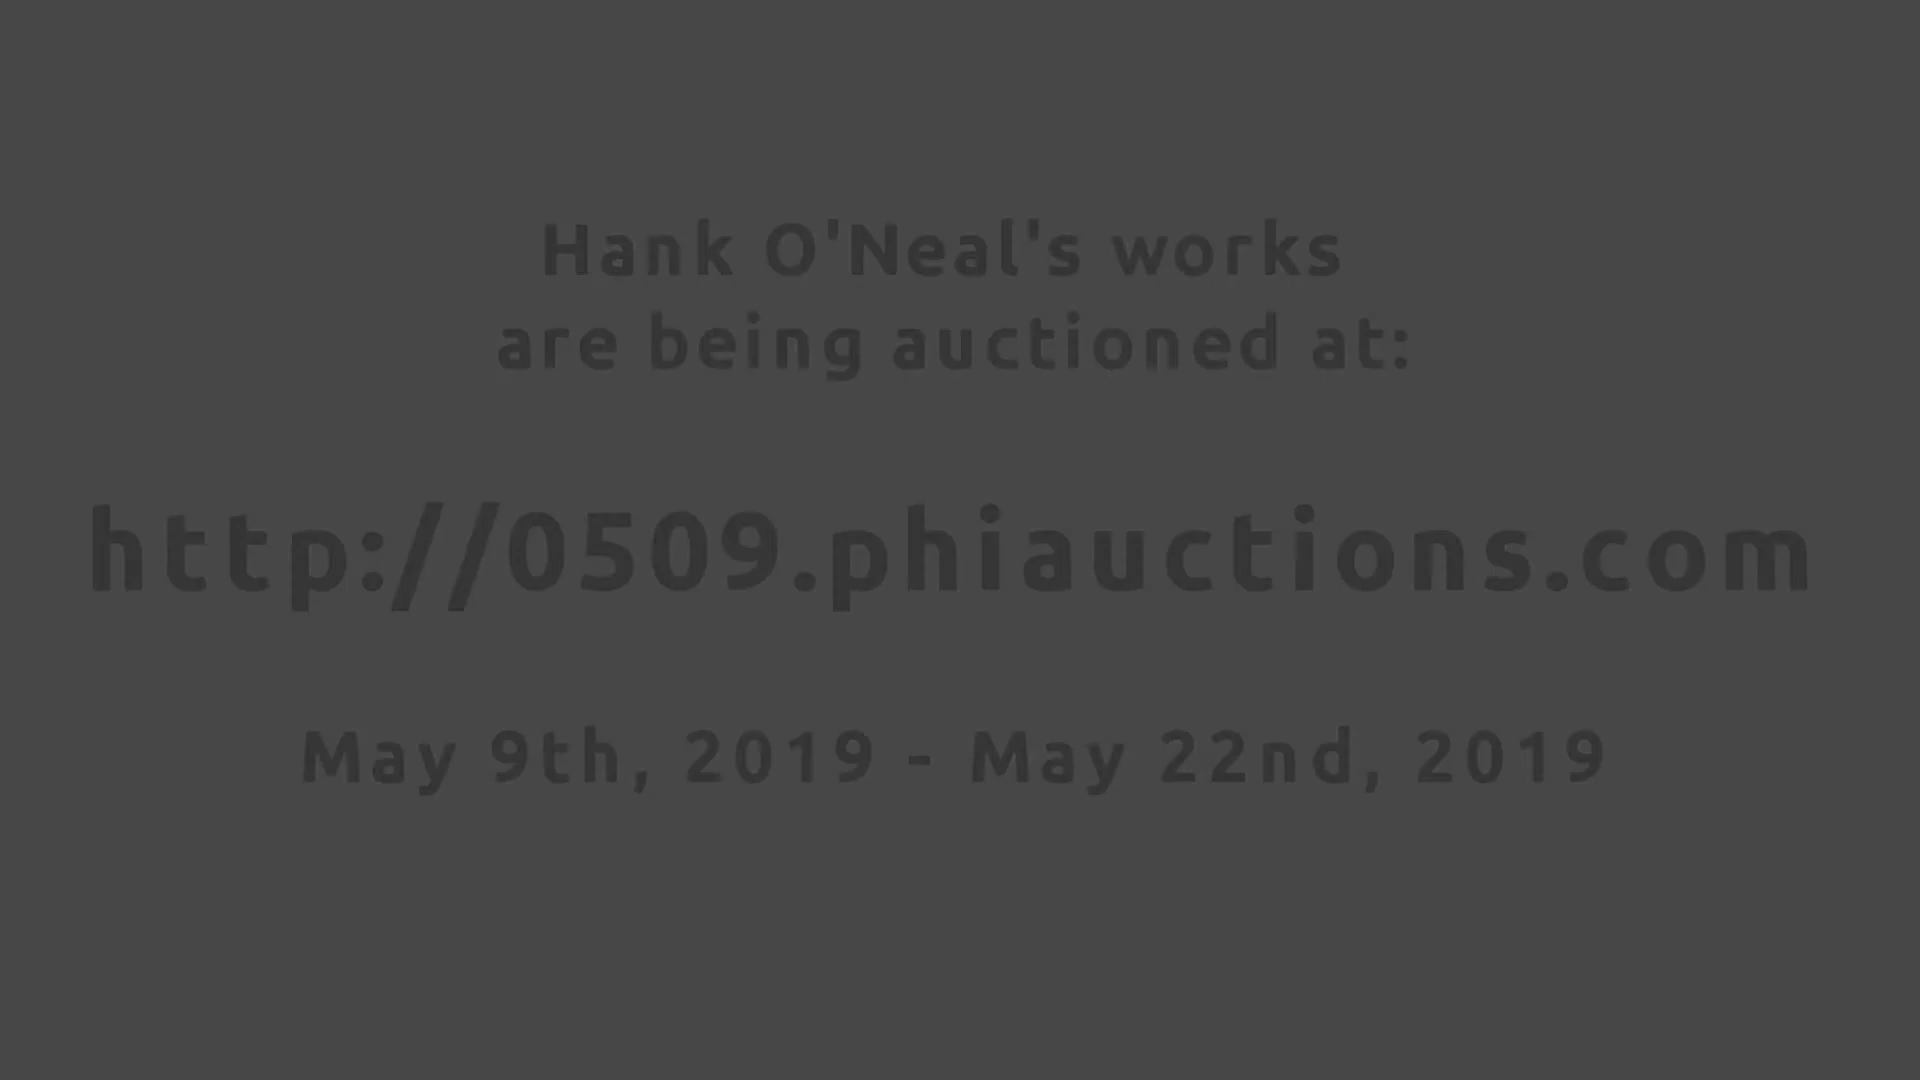 Hank O'Neal's works
are being auctioned at:
http://0509.phiauctions.com
May 9th, 2019 - May 22nd, 2019